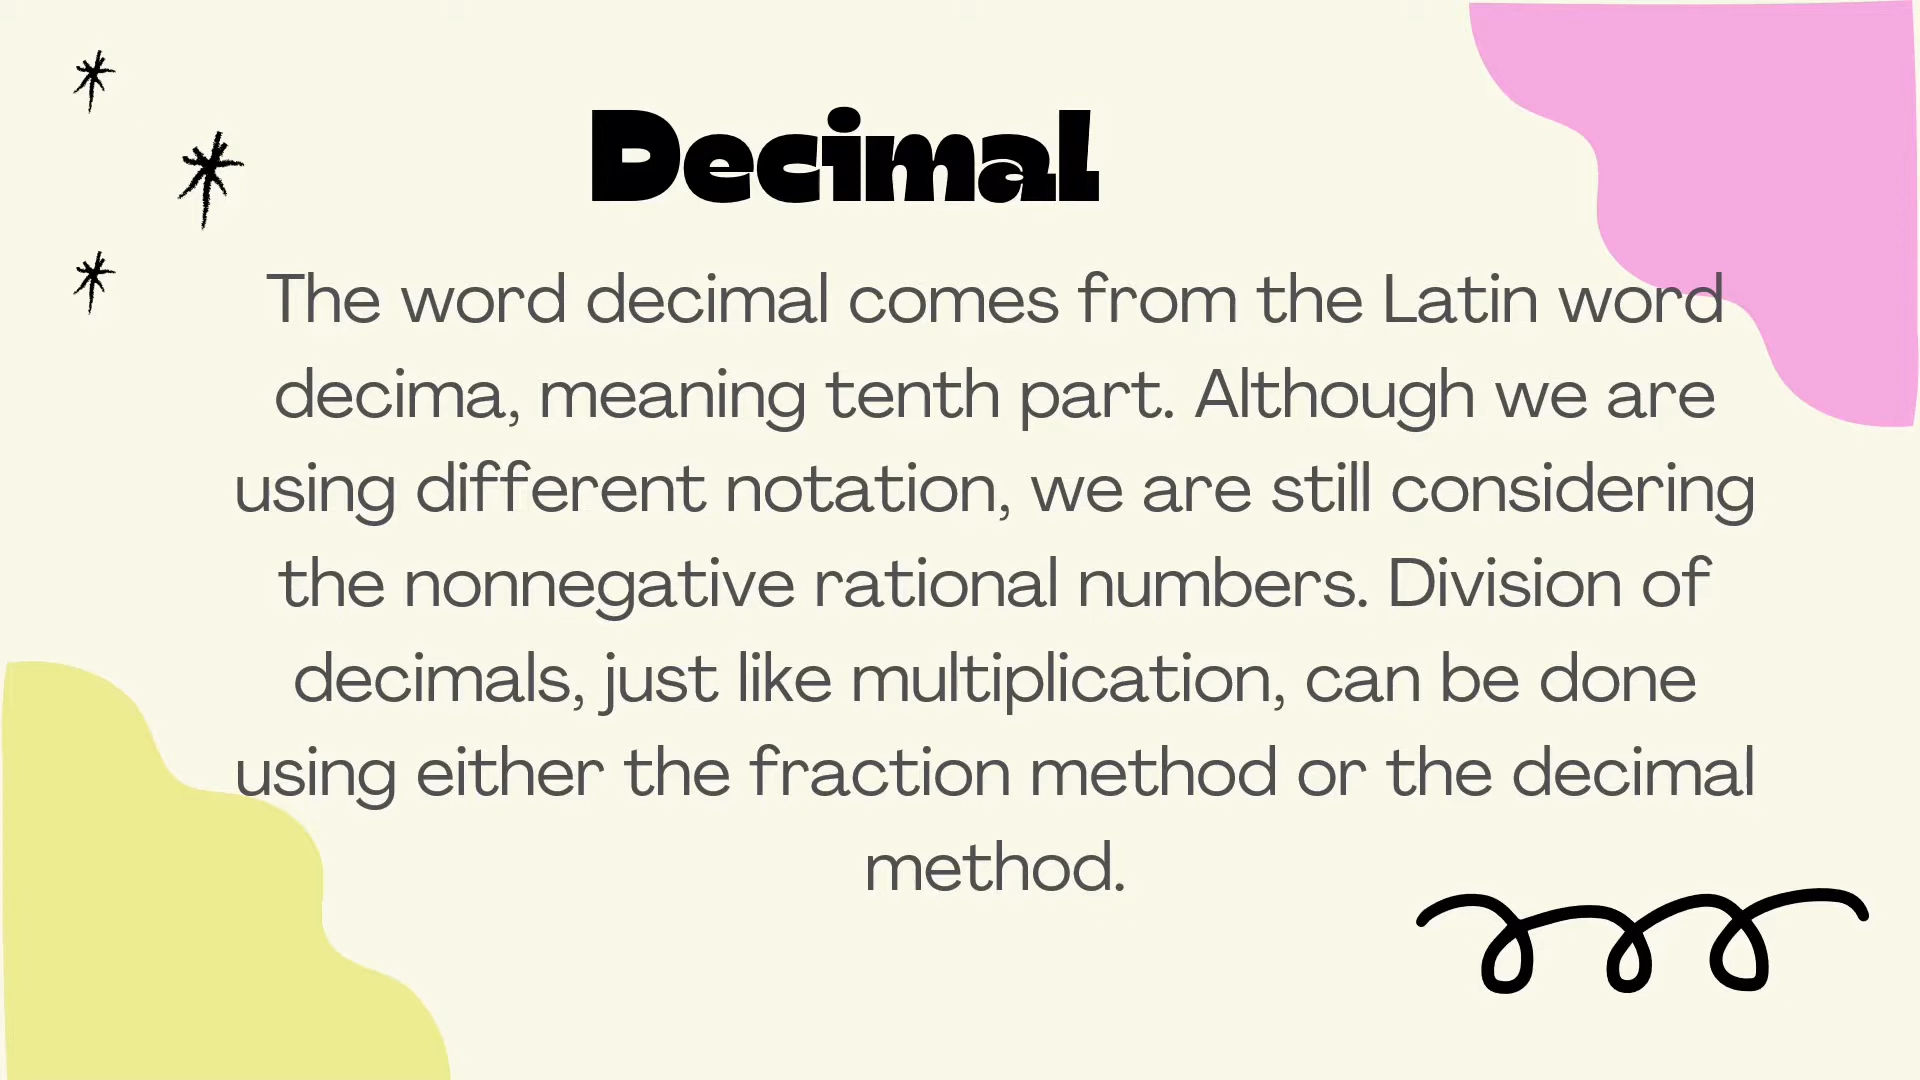 Decimal
The word decimal comes from the Latin word
decima, meaning tenth part. Although we are
using different notation, we are still considering
the nonnegative rational numbers. Division of
decimals, just like multiplication, can be done
using either the fraction method or the decimal
method.